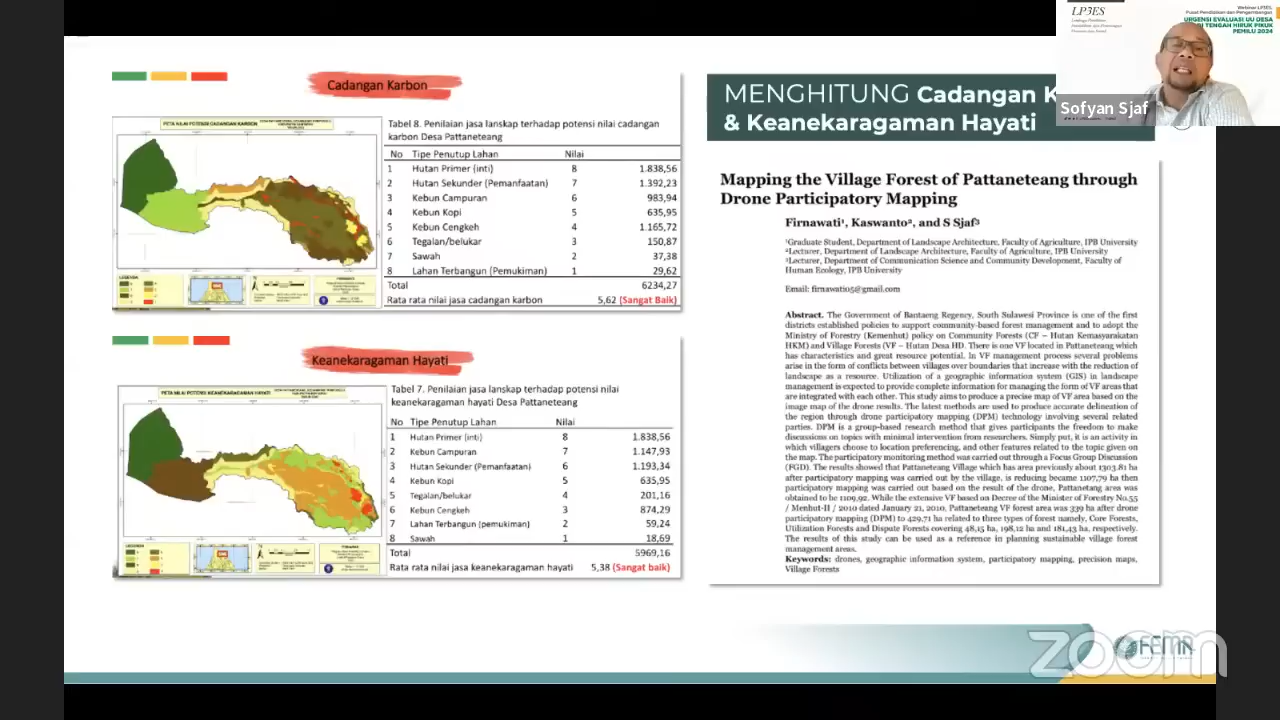 Cadangan Karbon
PETA NILAI POTENSI CADANGAN KARBON
Tabel 8. Penilaian jasa lanskap terhadap potensi nilai cadangan
karbon Desa Pattaneteang
No Tipe Penutup Lahan Nilai
1 Hutan Primer (inti) 8 1.838,56
2 Hutan Sekunder (Pemanfaatan) 7 1.392,23
3 Kebun Campuran 6 983,94
4 Kebun Kopi 5 635,95
5 Kebun Cengkeh 4 1.165,72
6 Tegalan/belukar 3 150,87
7 Sawah 2 37,38
8 Lahan Terbangun (Pemukiman) 1 29,62
Total 6234,27
Rata rata nilai jasa cadangan karbon 5,62 (Sangat Baik)
Keanekaragaman Hayati
PETA NILAI POTENSI KEANEKARAGAMAN HAYATI
Tabel 7. Penilaian jasa lanskap terhadap potensi nilai
keanekaragaman hayati Desa Pattaneteang
No Tipe Penutup Lahan Nilai
1 Hutan Primer (inti) 8 1.838,56
2 Kebun Campuran 7 1.147,93
3 Hutan Sekunder (Pemanfaatan) 6 1.193,34
4 Kebun Kopi 5 635,95
5 Tegalan/belukar 4 201,16
6 Kebun Cengkeh 3 874,29
7 Lahan Terbangun (pemukiman) 2 59,24
8 Sawah 1 18,69
Total 5969,16
Rata rata nilai jasa keanekaragaman hayati 5,38 (Sangat baik)
MENGHITUNG Cadangan K
& Keanekaragaman Hayati
Mapping the Village Forest of Pattaneteang through
Drone Participatory Mapping
Firnawati¹, Kaswanto², and S Sjaf³
¹Graduate Student, Department of Landscape Architecture, Faculty of Agriculture, IPB University
²Lecturer, Department of Landscape Architecture, Faculty of Agriculture, IPB University
³Lecturer, Department of Communication Science and Community Development, Faculty of
Human Ecology, IPB University
Email: firnawati05@gmail.com
Abstract. The Government of Bantaeng Regency, South Sulawesi Province is one of the first
districts established policies to support community-based forest management and to adopt the
Ministry of Forestry (Kemenhut) policy on Community Forests (CF – Hutan Kemasyarakatan
HKM) and Village Forests (VF – Hutan Desa HD. There is one VF located in Pattaneteang which
has characteristics and great resource potential. In VF management process several problems
arise in the form of conflicts between villages over boundaries that increase with the reduction of
landscape as a resource. Utilization of a geographic information system (GIS) in landscape
management is expected to provide complete information for managing the form of VF areas that
are integrated with each other. This study aims to produce a precise map of VF area based on the
image map of the drone results. The latest methods are used to produce accurate delineation of
the region through drone participatory mapping (DPM) technology involving several related
parties. DPM is a group-based research method that gives participants the freedom to make
discussions on topics with minimal intervention from researchers. Simply put, it is an activity in
which villagers choose to location preferencing, and other features related to the topic given on
the map. The participatory monitoring method was carried out through a Focus Group Discussion
(FGD). The results showed that Pattaneteang Village which has area previously about 1303.81 ha
after participatory mapping was carried out by the village, is reducing became 1107,79 ha then
participatory mapping was carried out based on the result of the drone, Pattanetang area was
obtained to be 1109,92. While the extensive VF based on Decree of the Minister of Forestry No.55
/ Menhut-II / 2010 dated January 21, 2010, Pattaneteang VF forest area was 339 ha after drone
participatory mapping (DPM) to 429,71 ha related to three types of forest namely, Core Forests,
Utilization Forests and Dispute Forests covering 48,15 ha, 198,12 ha and 181,43 ha, respectively.
The results of this study can be used as a reference in planning sustainable village forest
management areas.
Keywords: drones, geographic information system, participatory mapping, precision maps,
Village Forests
LP3ES
Webinar LP3ES,
Pusat Penelitian dan Pengembangan
URGENSI EVALUASI UU DESA
DI TENGAH HIRUK PIKUK
PEMILU 2024
Sofyan Sjaf
zoom
FEMA